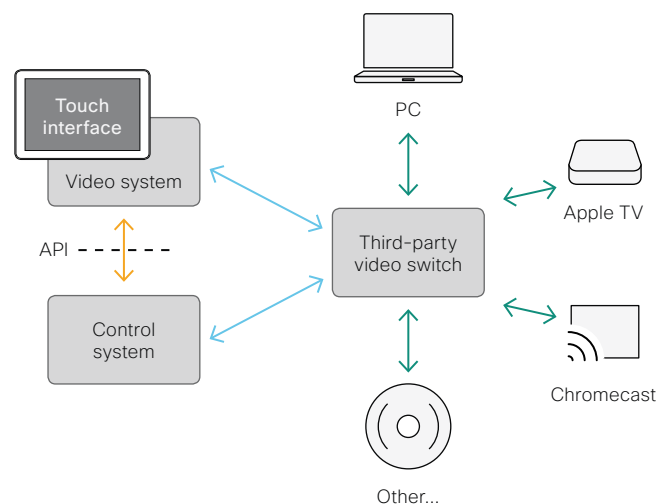 Touch
interface
Video system
API
Control
system
Third-party
video switch
PC
Apple TV
Chromecast
Other...